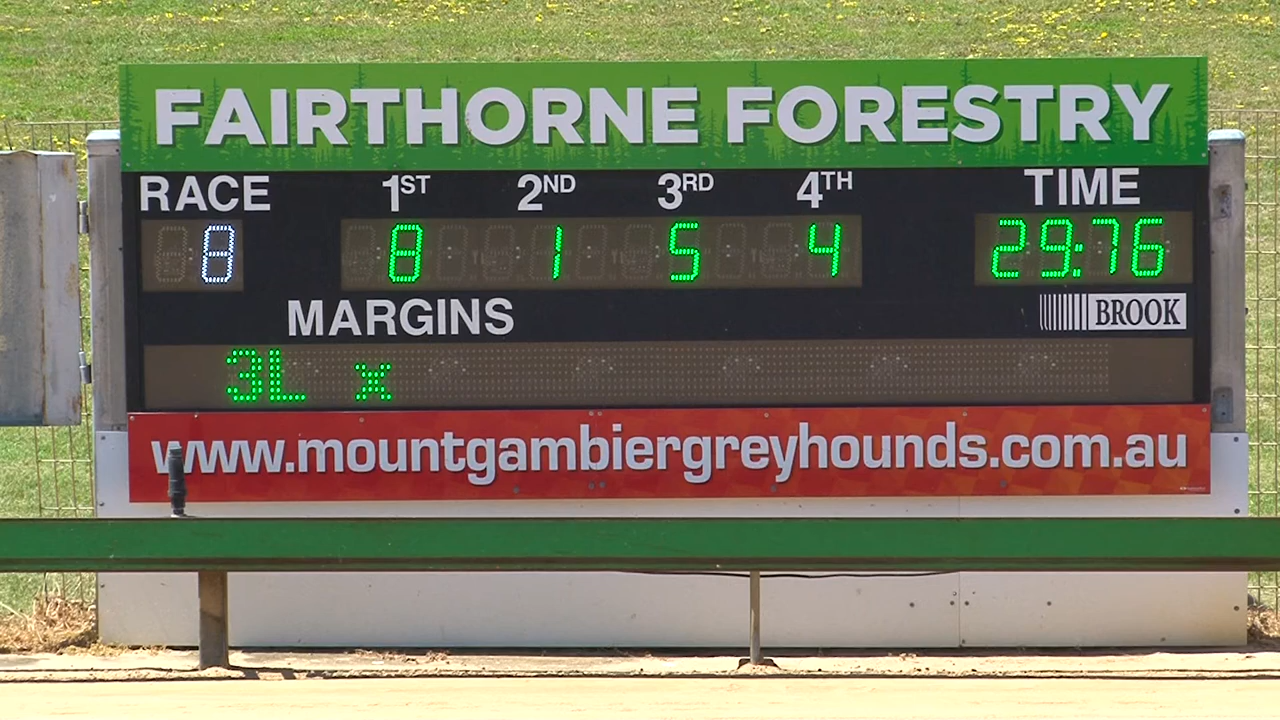 FAIRTHORNE FORESTRY
RACE 1ST 2ND 3RD 4TH TIME
8 8 1 5 4 29:76
MARGINS
BROOK
3L x
www.mountgambiergreyhounds.com.au